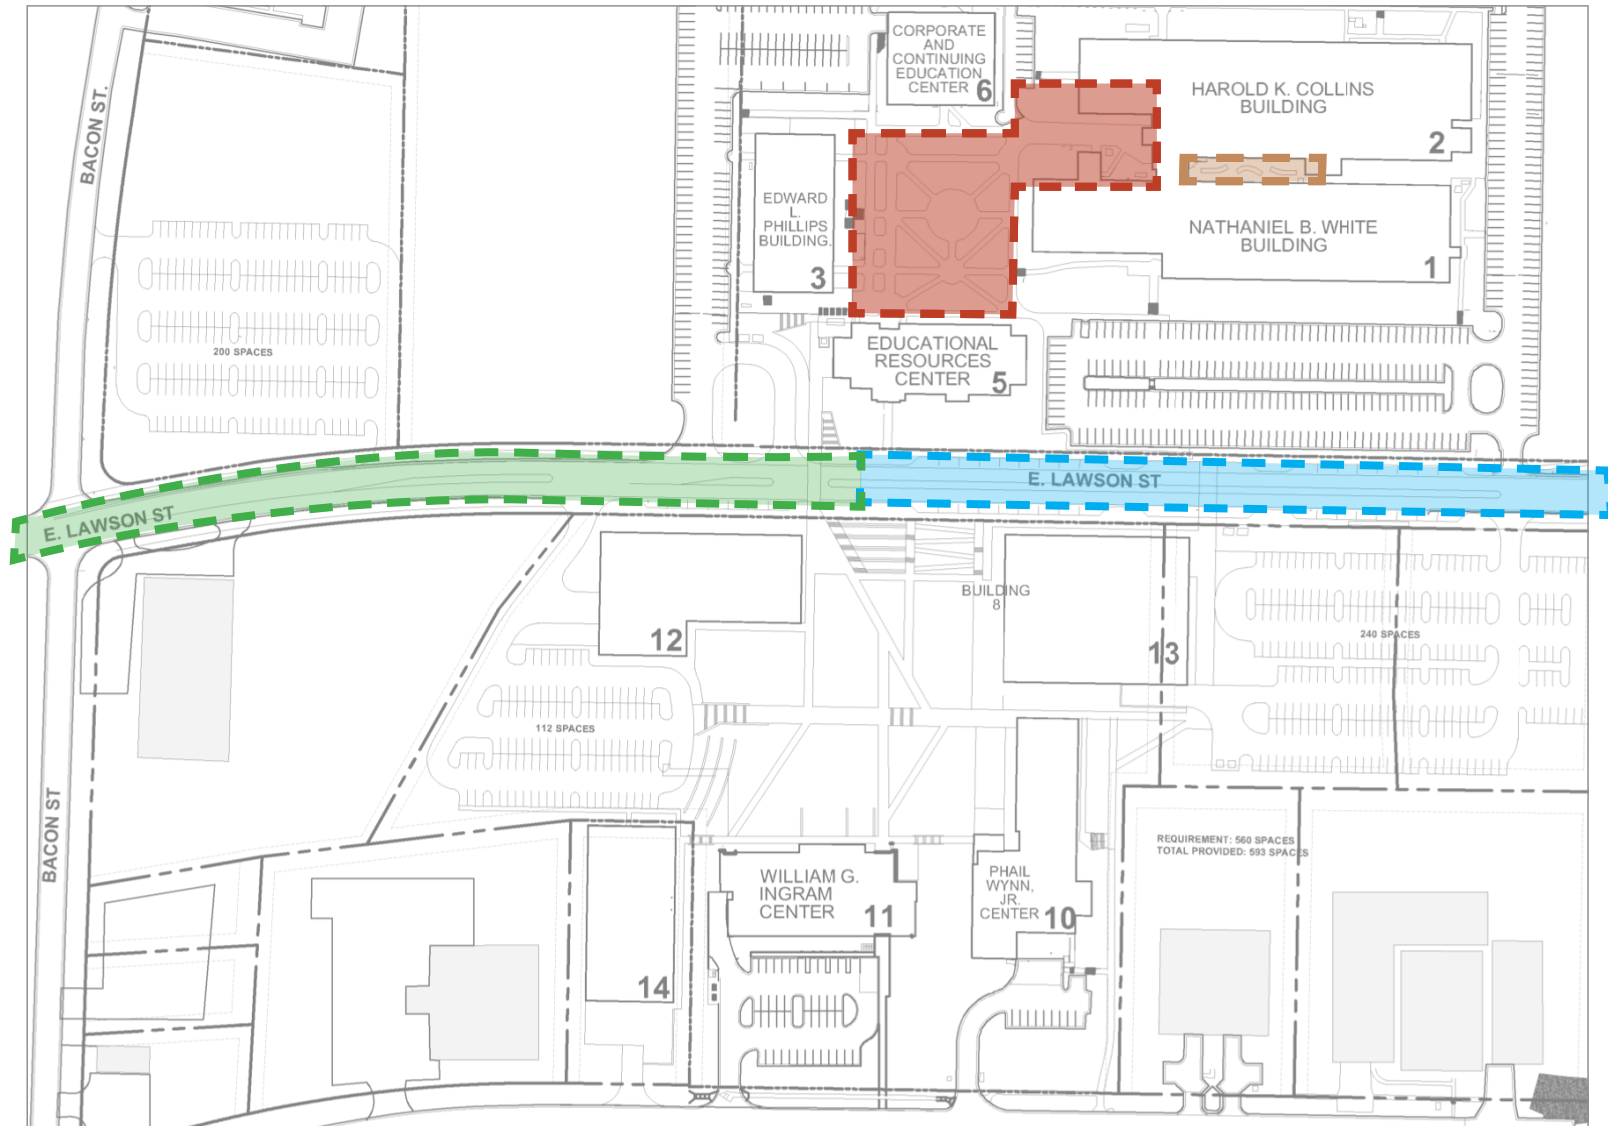 CORPORATE
AND
CONTINUING
EDUCATION
CENTER 6
HAROLD K. COLLINS
BUILDING
2
BACON ST.
EDWARD
L.
PHILLIPS
BUILDING.
3
NATHANIEL B. WHITE
BUILDING
1
200 SPACES
EDUCATIONAL
RESOURCES
CENTER 5
E. LAWSON ST
E. LAWSON ST
BUILDING
8
12
13
240 SPACES
112 SPACES
BACON ST
REQUIREMENT: 560 SPACES
TOTAL PROVIDED: 593 SPACES
WILLIAM G.
INGRAM
CENTER 11
PHAIL
WYNN,
JR.
CENTER 10
14